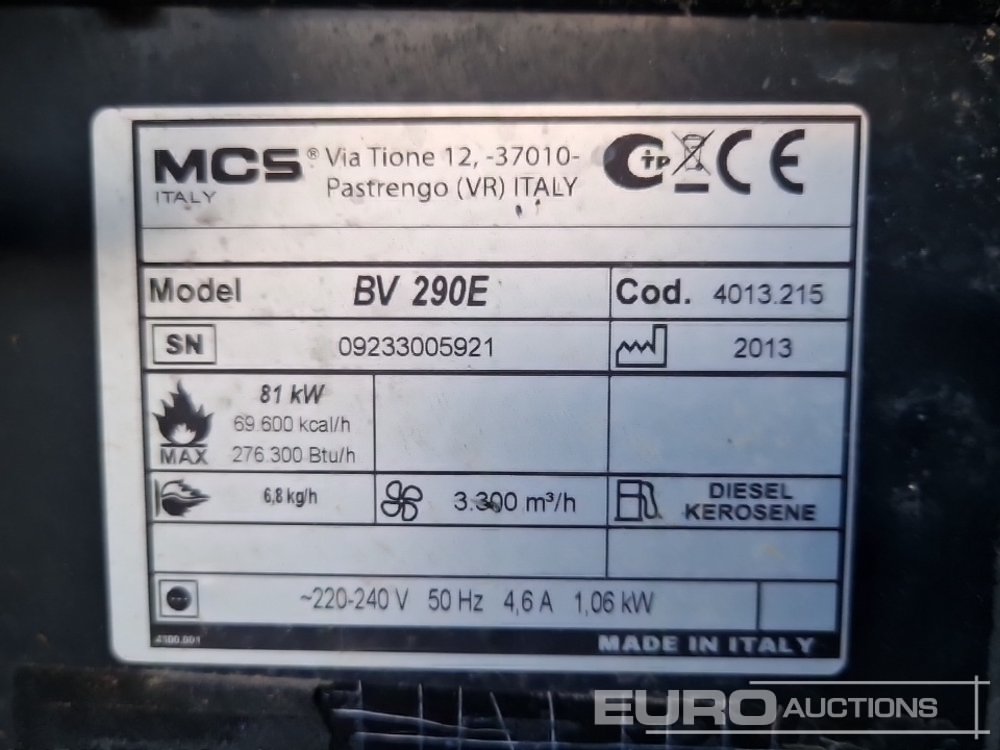 MCS® Via Tione 12, -37010-
ITALY Pastrengo (VR) ITALY
CE
Model BV 290E Cod. 4013.215
SN 09233005921 2013
81 kW
69.600 kcal/h
MAX 276.300 Btu/h
6,8 kg/h 3.300 m³/h DIESEL
KEROSENE
~220-240 V 50 Hz 4,6 A 1,06 kW
4100.001
MADE IN ITALY
EURO AUCTIONS